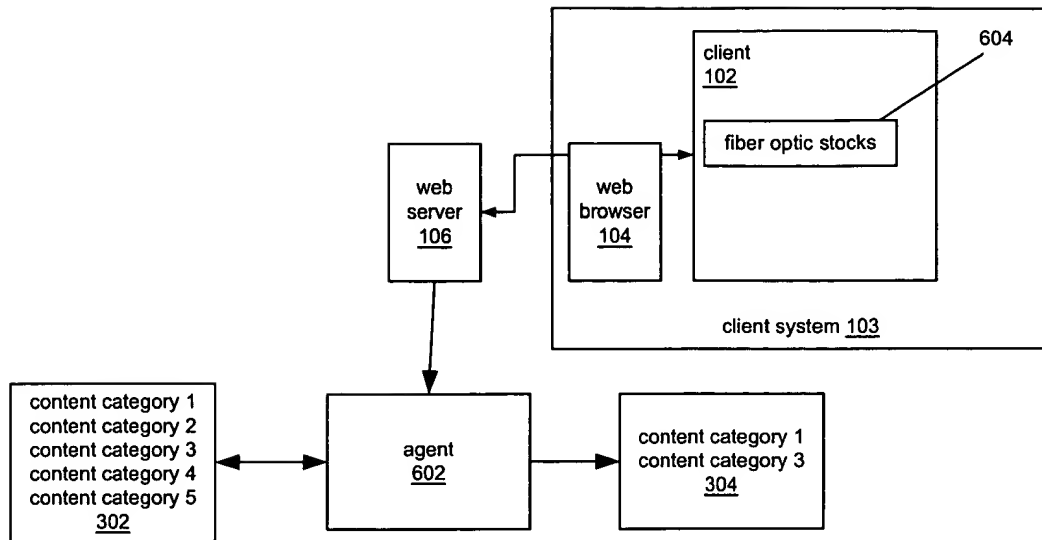 604
client
102
fiber optic stocks
web
server
106
web
browser
104
client system 103
content category 1
content category 2
content category 3
content category 4
content category 5
302
agent
602
content category 1
content category 3
304